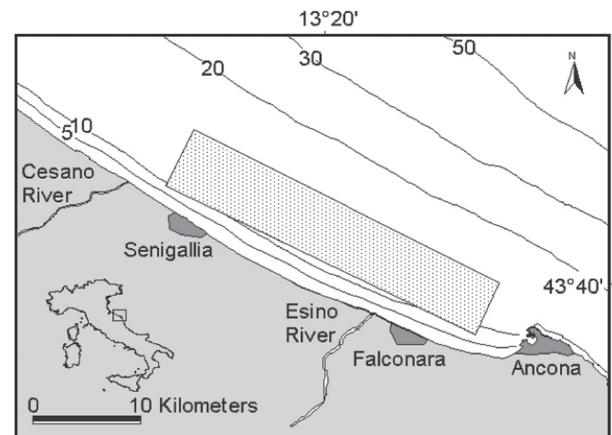 13°20'
50
30
20
N
10
5
Cesano
River
Senigallia
43°40'
Esino
River
Falconara
Ancona
0 10 Kilometers